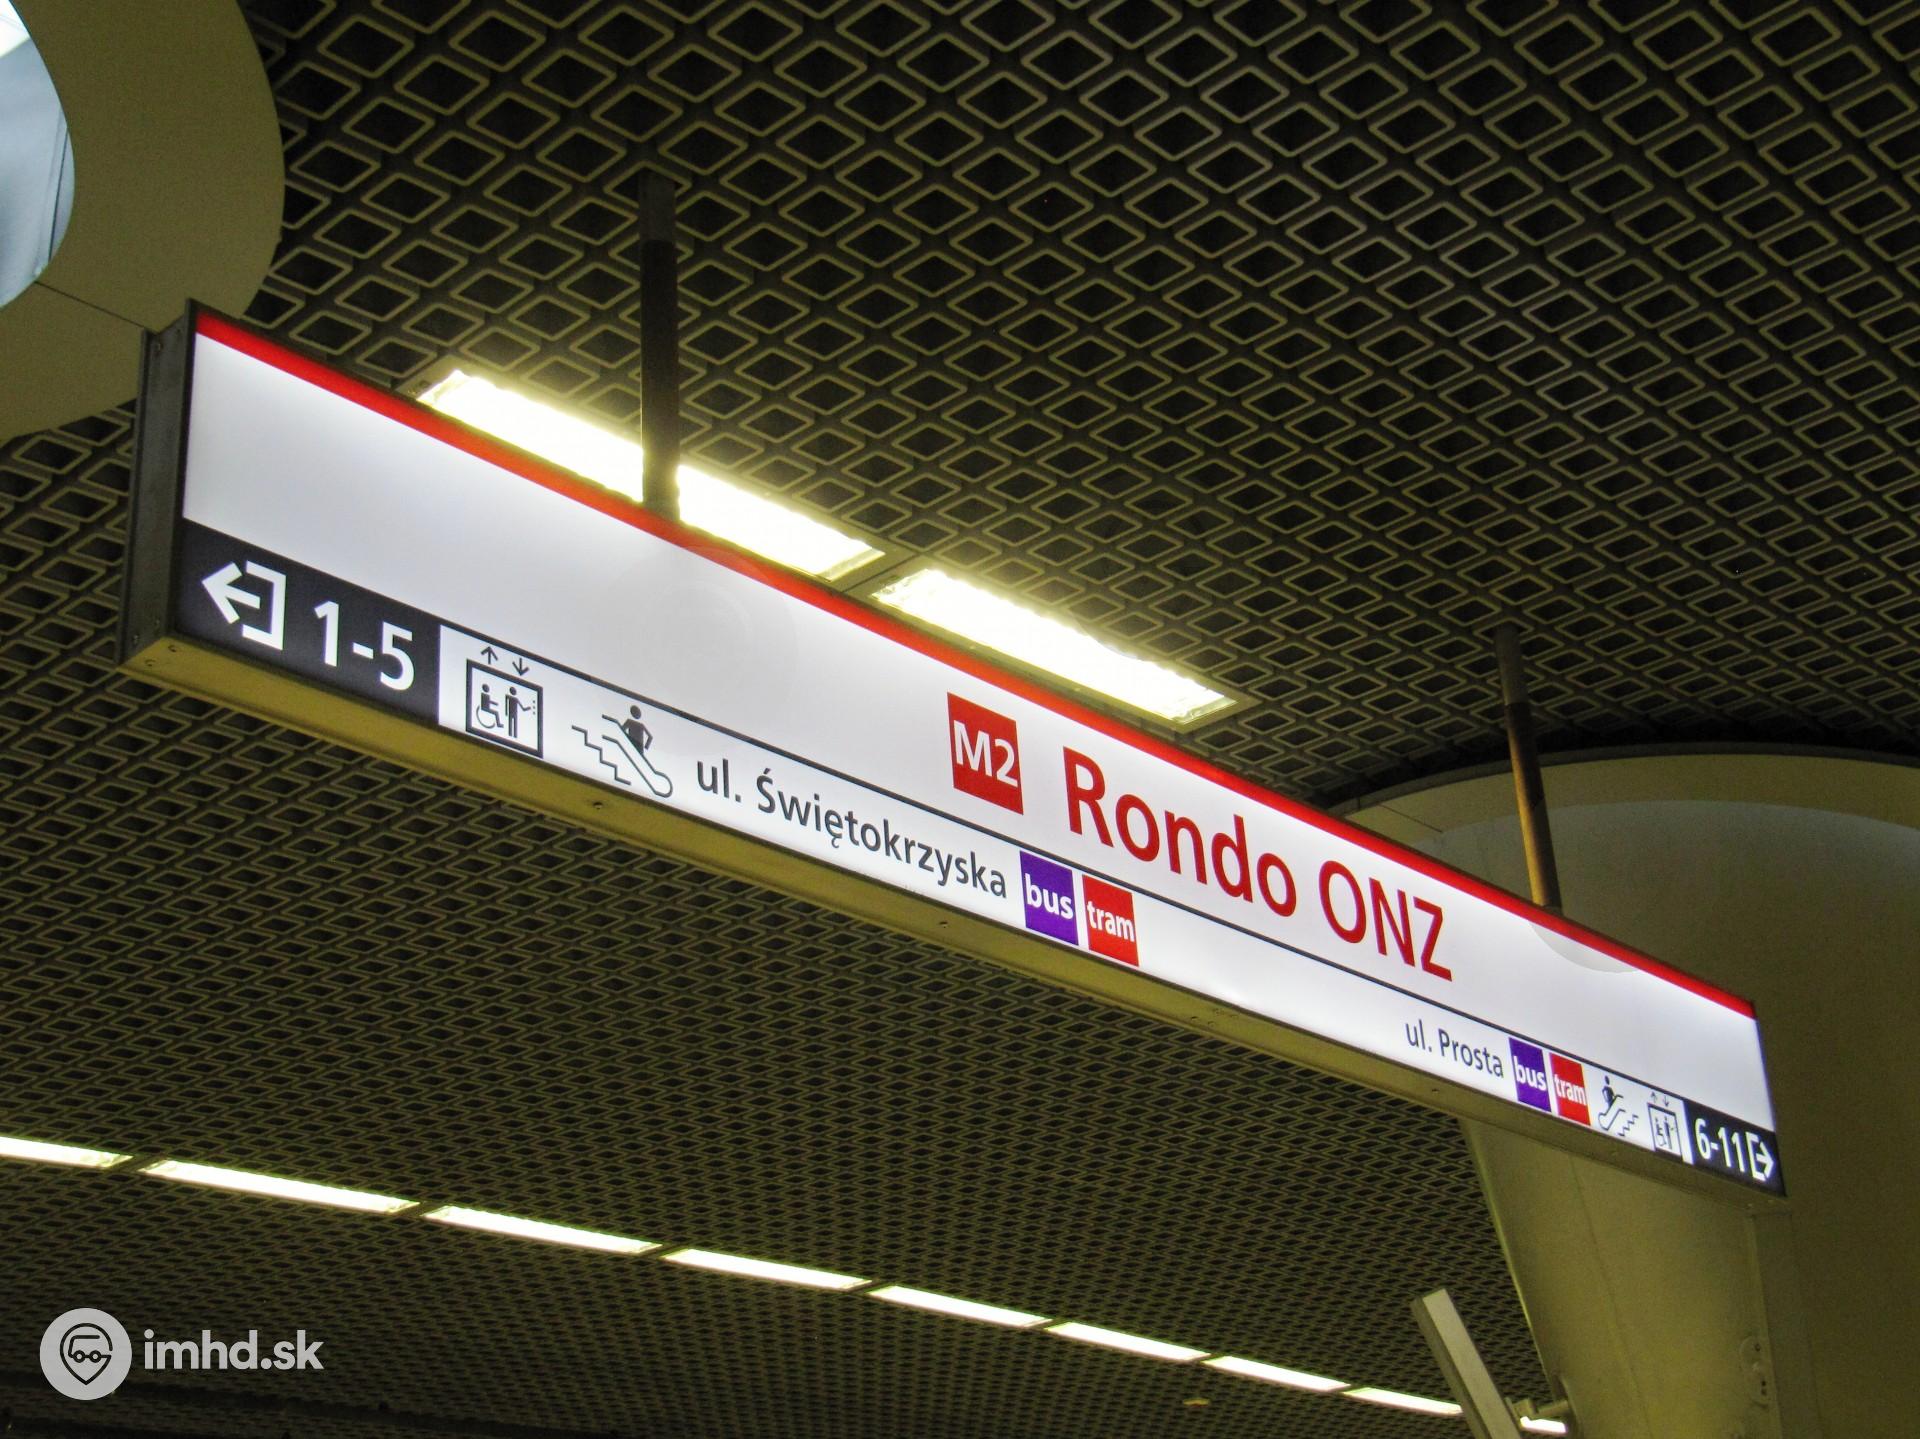 M2 Rondo ONZ
1-5 ul. Świętokrzyska bus tram
ul. Prosta bus tram 6-11
imhd.sk